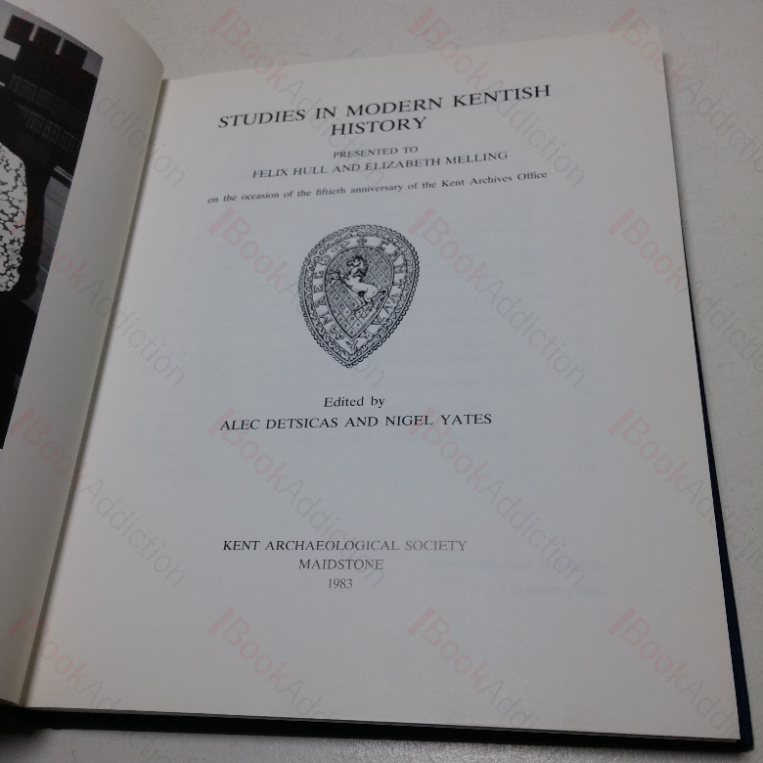 STUDIES IN MODERN KENTISH
HISTORY
PRESENTED TO
FELIX HULL AND ELIZABETH MELLING
on the occasion of the fiftieth anniversary of the Kent Archives Office
Edited by
ALEC DETSICAS AND NIGEL YATES
KENT ARCHAEOLOGICAL SOCIETY
MAIDSTONE
1983
BookAddiction